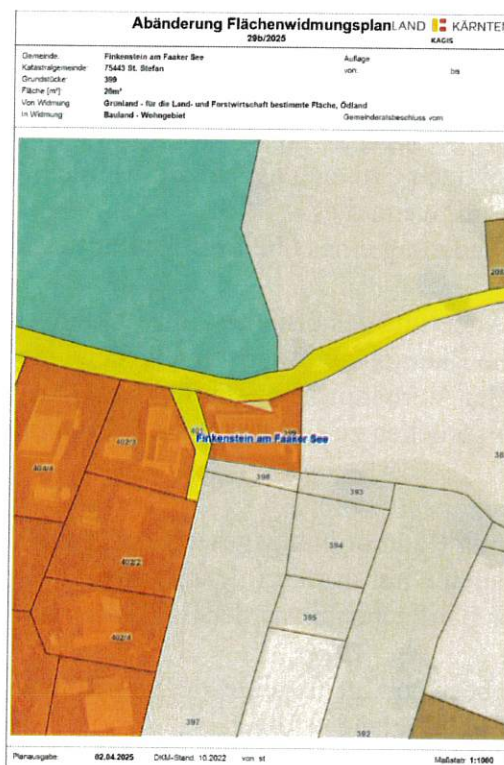 Abänderung Flächenwidmungsplan LAND KÄRNTEN
29b/2025
KAGIS
Gemeinde: Finkenstein am Faaker See
Auflage
Katastralgemeinde: 75443 St. Stefan
von: bis
Grundstücke: 399
Fläche [m²]: 20m²
Von Widmung Grünland - für die Land- und Forstwirtschaft bestimmte Fläche, Ödland
In Widmung Bauland - Wohngebiet
Gemeinderatsbeschluss vom
Finkenstein am Faaker See
399
402/3
404/4
398
393
394
402/2
395
402/4
397
392
Planausgabe: 02.04.2025 DKM-Stand: 10.2022 von: st Maßstab: 1:1000